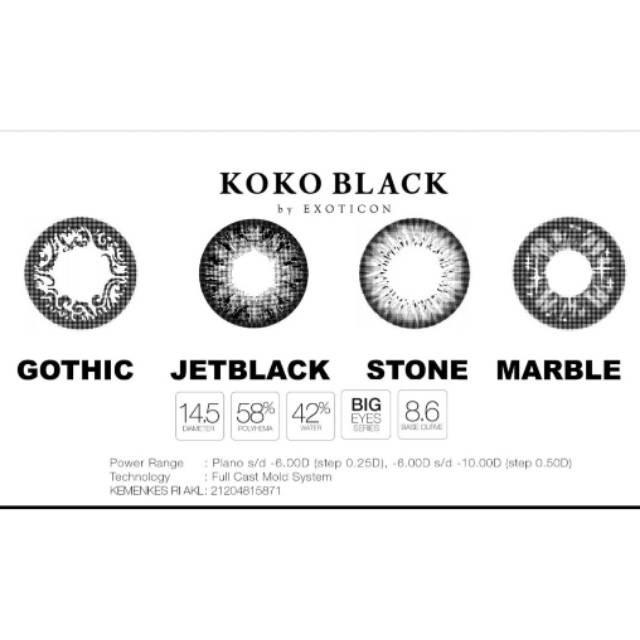 KOKO BLACK
by EXOTICON
GOTHIC JETBLACK STONE MARBLE
14.5 58% 42% BIG 8.6
DIAMETER POLYHEMA WATER EYES SERIES BASE CURVE
Power Range : Plano s/d -6.00D (step 0.25D), -6.00D s/d -10.00D (step 0.50D)
Technology : Full Cast Mold System
KEMENKES RI AKL : 21204815871